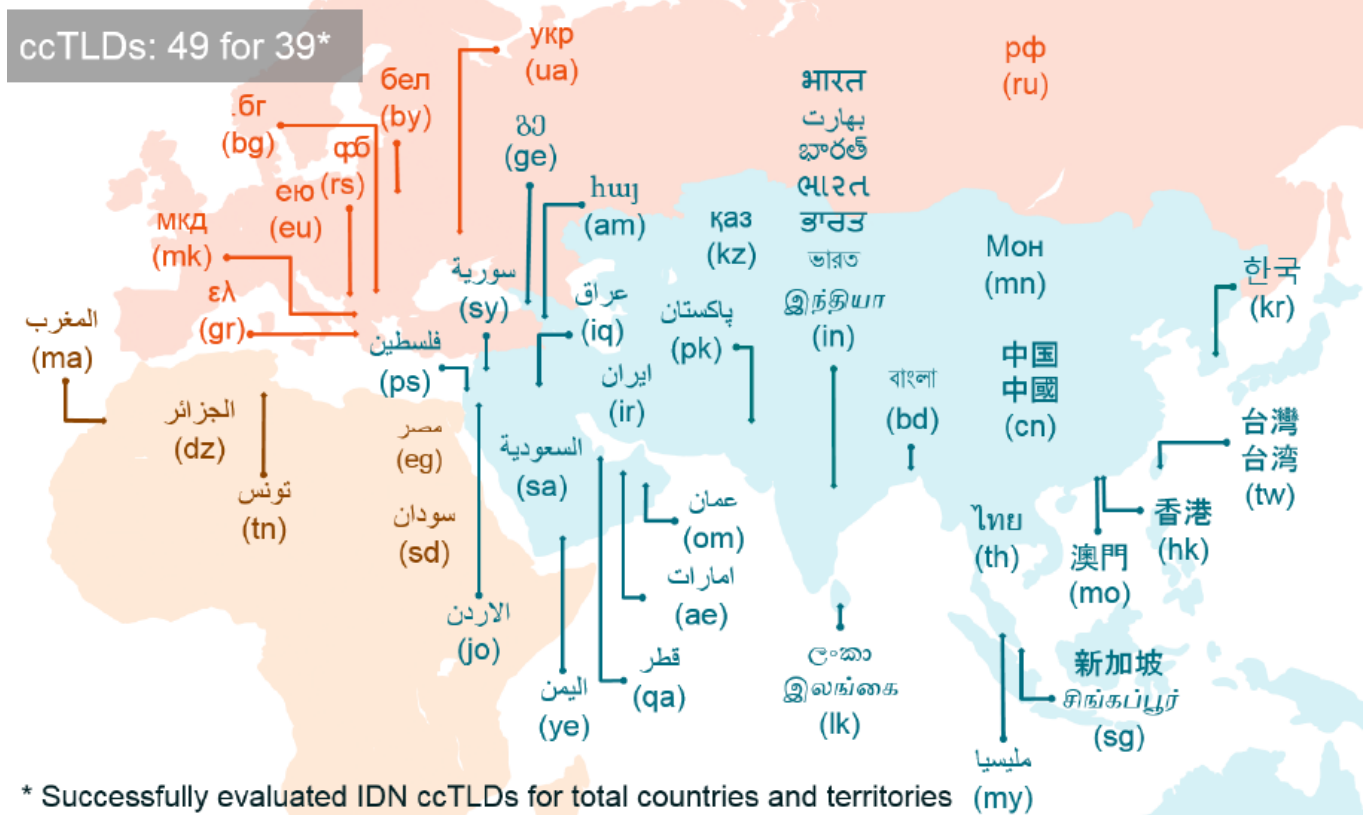 ccTLDs: 49 for 39*
укр
(ua)
рф
(ru)
бел
(by)
.бг
(bg)
срб
(rs)
ею
(eu)
мкд
(mk)
ελ
(gr)
გე
(ge)
հայ
(am)
қаз
(kz)
भारत
بھارت
భారత్
ભારત
ਭਾਰਤ
ভারত
இந்தியா
(in)
Мон
(mn)
한국
(kr)
سورية
(sy)
عراق
(iq)
پاکستان
(pk)
المغرب
(ma)
فلسطين
(ps)
ایران
(ir)
বাংলা
(bd)
中国
中國
(cn)
الجزائر
(dz)
مصر
(eg)
السعودية
(sa)
台灣
台湾
(tw)
تونس
(tn)
سودان
(sd)
عمان
(om)
ไทย
(th)
香港
(hk)
澳門
(mo)
امارات
(ae)
الاردن
(jo)
قطر
(qa)
اليمن
(ye)
ලංකා
இலங்கை
(lk)
新加坡
சிங்கப்பூர்
(sg)
مليسيا
(my)
* Successfully evaluated IDN ccTLDs for total countries and territories